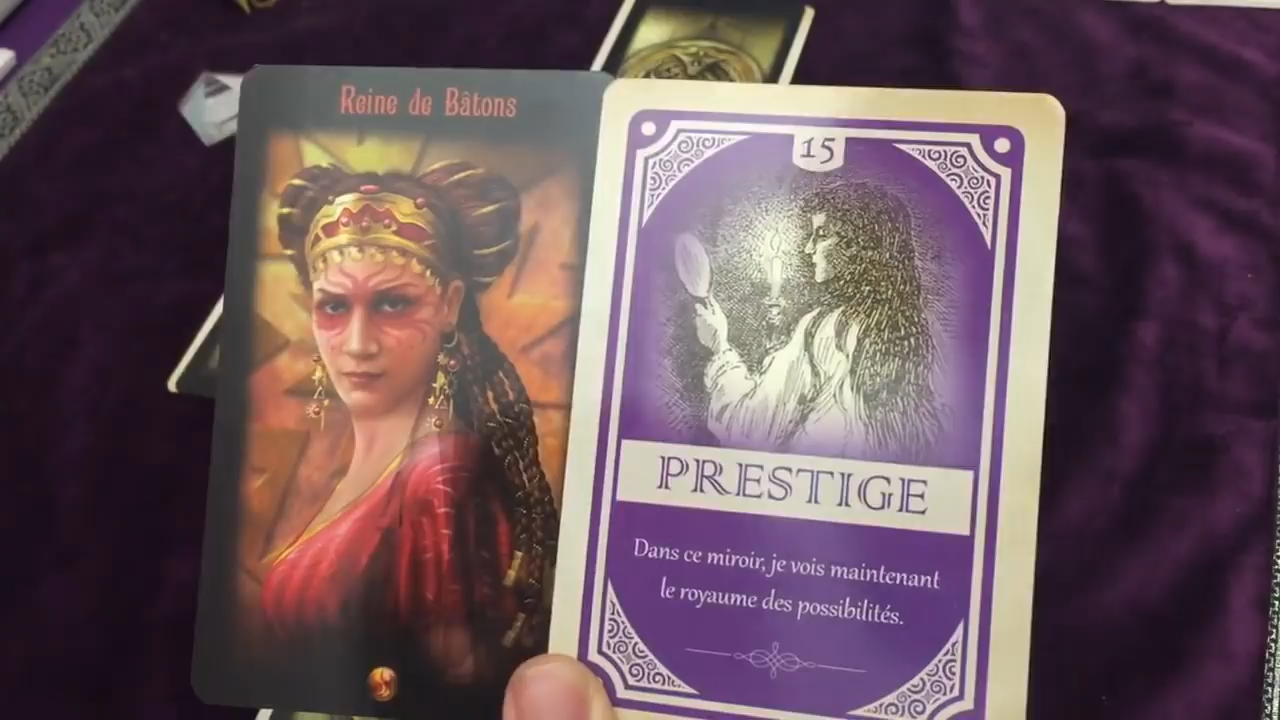 Reine de Bâtons
15
PRESTIGE
Dans ce miroir, je vois maintenant
le royaume des possibilités.